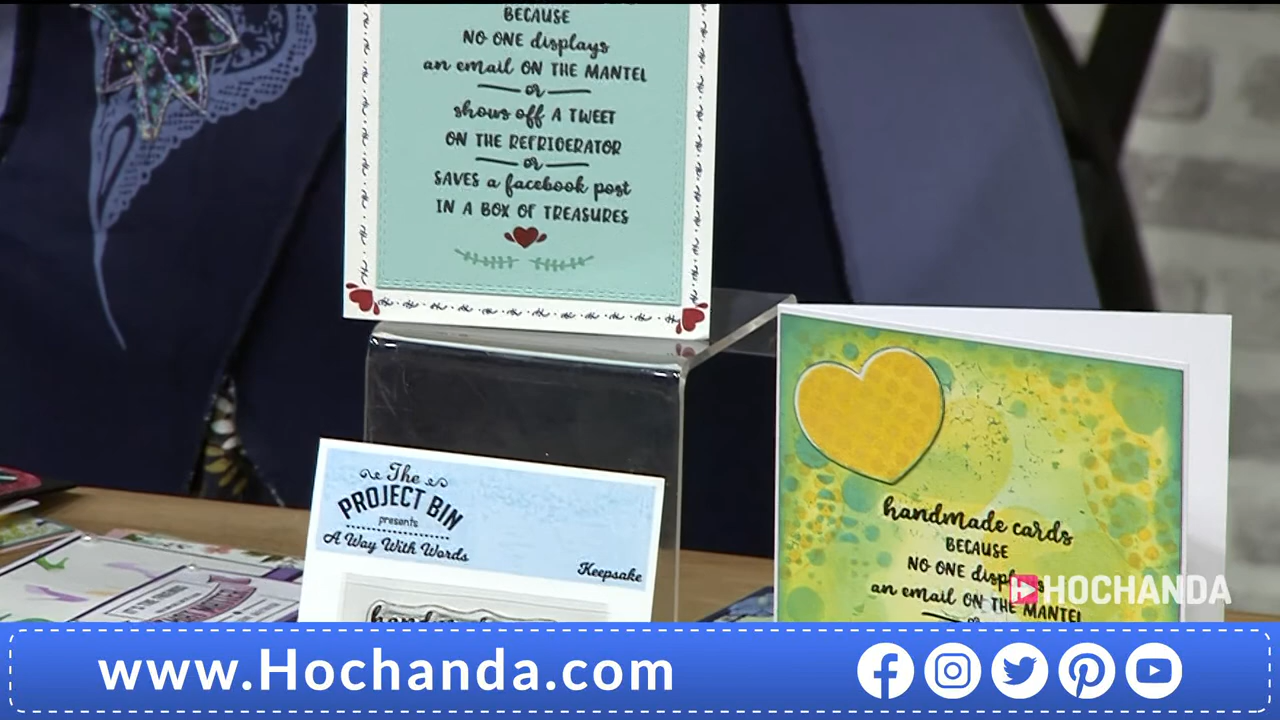 BECAUSE
NO ONE displays
an email ON THE MANTEL
or
shows off A TWEET
ON THE REFRIGERATOR
or
SAVES a facebook post
IN A BOX OF TREASURES
The
PROJECT BIN
presents
A Way With Words
Keepsake
handmade cards
BECAUSE
NO ONE displays
an email ON THE MANTEL
HOCHANDA
www.Hochanda.com